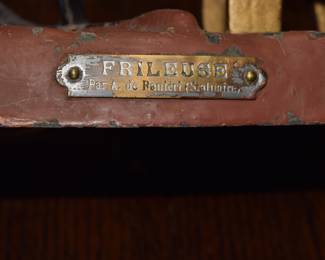 FRILEUSE
Par A. de Ranieri (Statuaire)